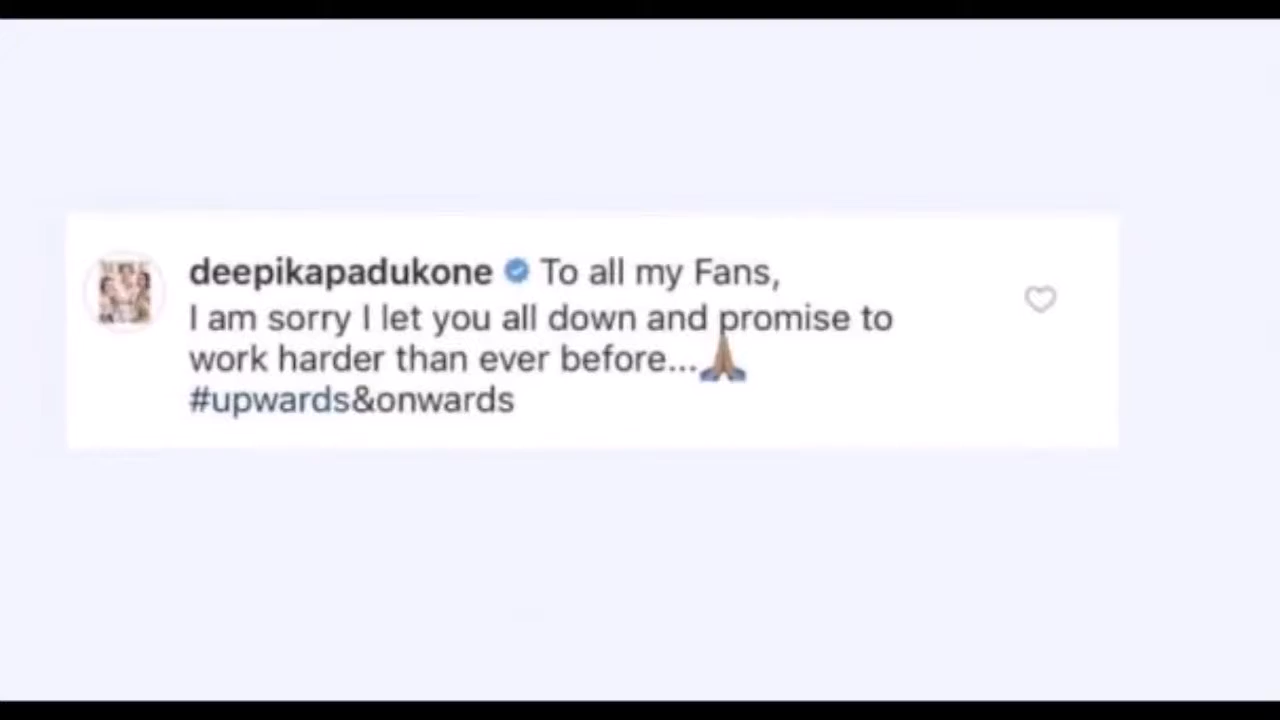 deepikapadukone To all my Fans,
I am sorry I let you all down and promise to
work harder than ever before...🙏🏽
#upwards&onwards